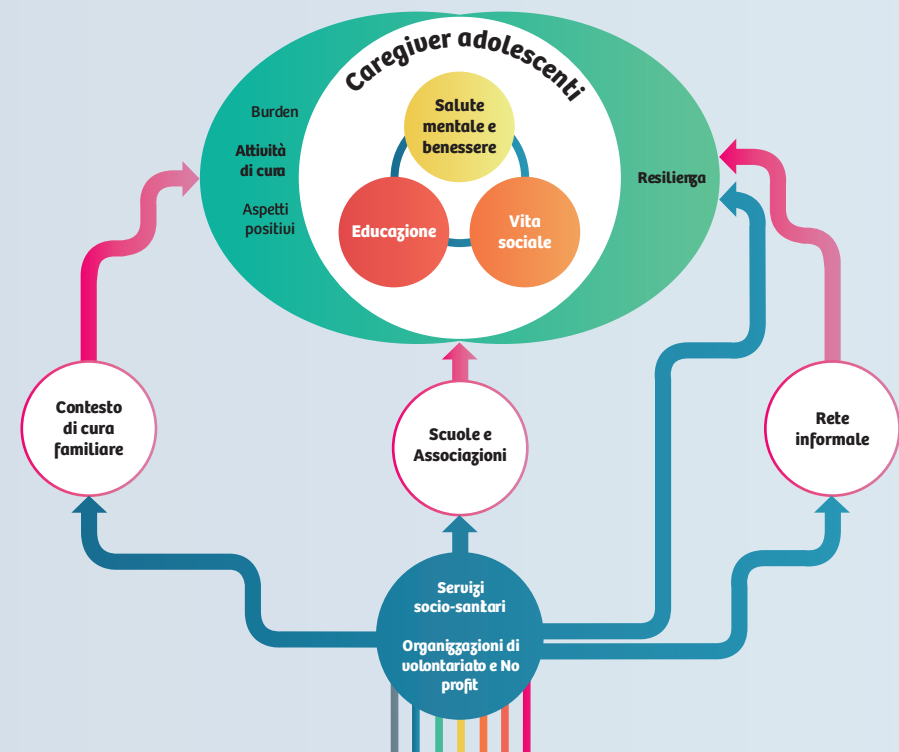 Caregiver adolescenti
Salute
mentale e
benessere
Educazione
Vita
sociale
Burden
Attività
di cura
Aspetti
positivi
Resilienza
Contesto
di cura
familiare
Scuole e
Associazioni
Rete
informale
Servizi
socio-sanitari
Organizzazioni di
volontariato e No
profit